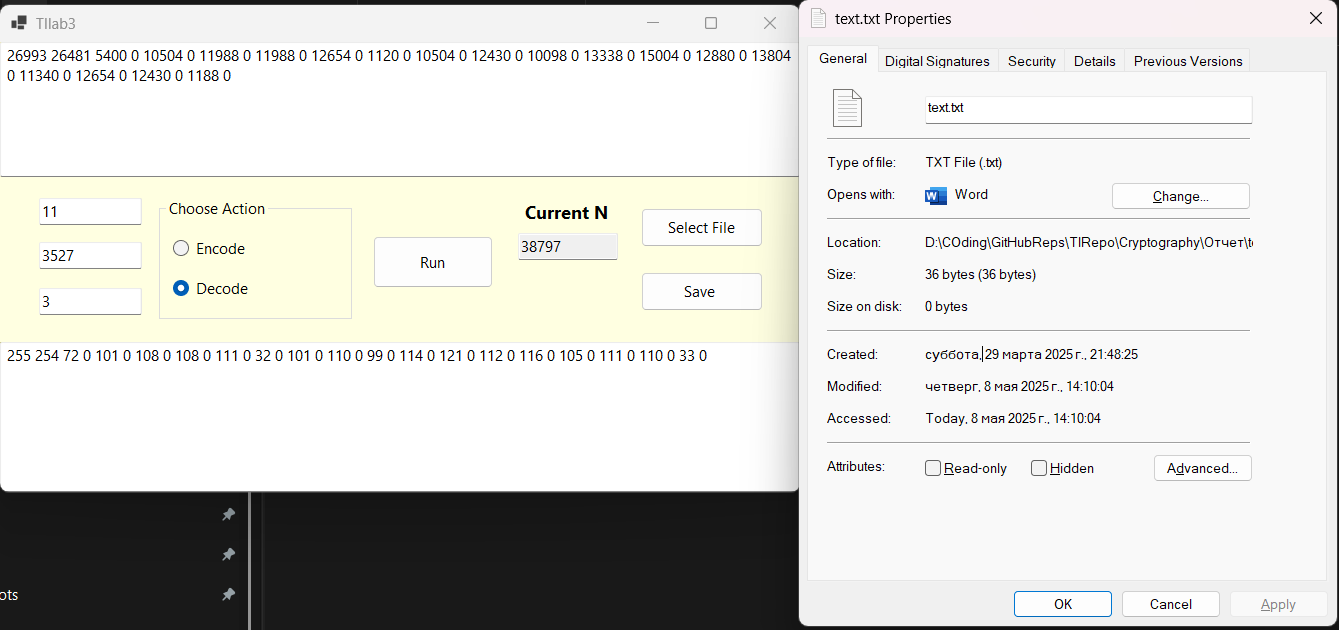 TIlab3
26993 26481 5400 0 10504 0 11988 0 11988 0 12654 0 1120 0 10504 0 12430 0 10098 0 13338 0 15004 0 12880 0 13804
0 11340 0 12654 0 12430 0 1188 0
11
3527
3
Choose Action
Encode
Decode
Run
Current N
38797
Select File
Save
255 254 72 0 101 0 108 0 108 0 111 0 32 0 101 0 110 0 99 0 114 0 121 0 112 0 116 0 105 0 111 0 110 0 33 0
ots
text.txt Properties
General Digital Signatures Security Details Previous Versions
text.txt
Type of file: TXT File (.txt)
Opens with: Word Change...
Location: D:\COding\GitHubReps\TIRepo\Cryptography\Отчет\te
Size: 36 bytes (36 bytes)
Size on disk: 0 bytes
Created: суббота, 29 марта 2025 г., 21:48:25
Modified: четверг, 8 мая 2025 г., 14:10:04
Accessed: Today, 8 мая 2025 г., 14:10:04
Attributes: Read-only Hidden Advanced...
OK Cancel Apply